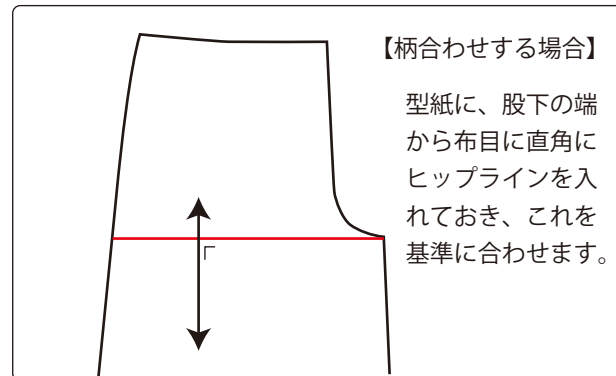 【柄合わせする場合】
型紙に、股下の端
から布目に直角に
ヒップラインを入
れておき、これを
基準に合わせます。